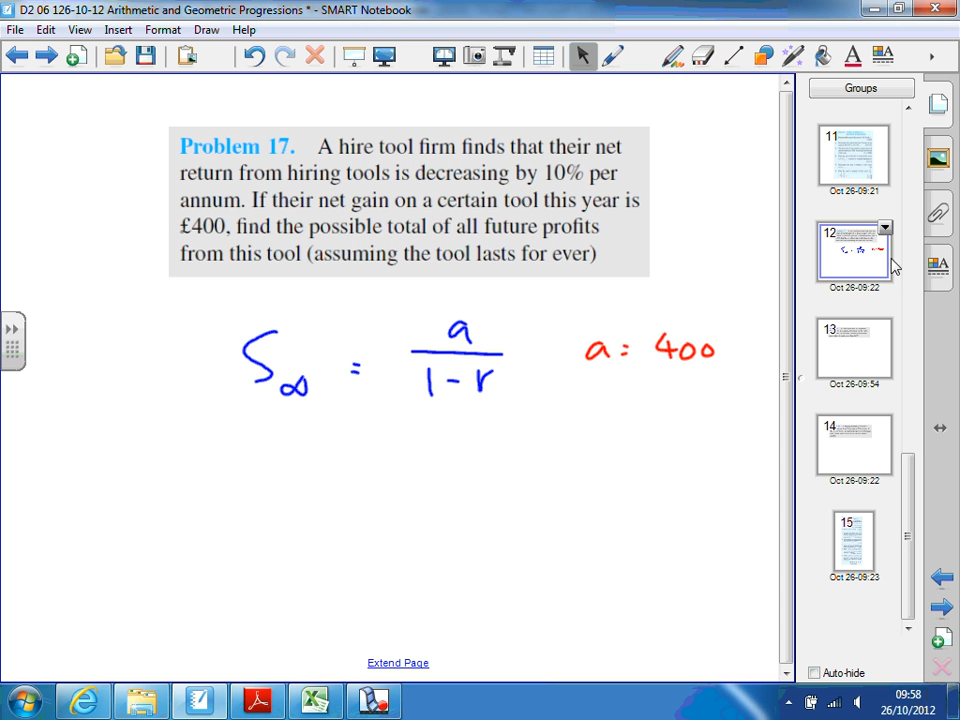 D2 06 126-10-12 Arithmetic and Geometric Progressions * - SMART Notebook
File Edit View Insert Format Draw Help
Problem 17. A hire tool firm finds that their net
return from hiring tools is decreasing by 10% per
annum. If their net gain on a certain tool this year is
£400, find the possible total of all future profits
from this tool (assuming the tool lasts for ever)
S∞ = a / 1 - r a = 400
Extend Page
Groups
11
Oct 26-09:21
12
Oct 26-09:22
13
Oct 26-09:54
14
Oct 26-09:22
15
Oct 26-09:23
Auto-hide
09:58
26/10/2012